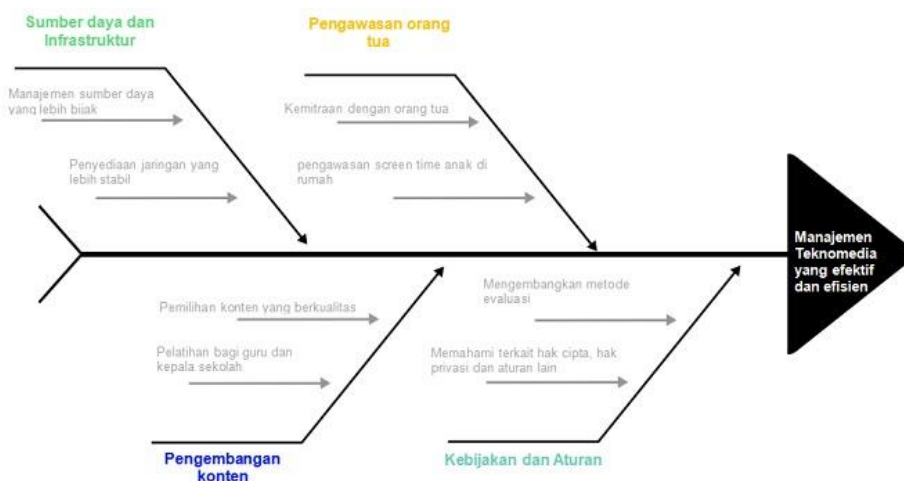 Sumber daya dan
Infrastruktur
Pengawasan orang
tua
Manajemen sumber daya
yang lebih bijak
Kemitraan dengan orang tua
Penyediaan jaringan yang
lebih stabil
pengawasan screen time anak di
rumah
Manajemen
Teknomedia
yang efektif
dan efisien
Pemilihan konten yang berkualitas
Mengembangkan metode
evaluasi
Pelatihan bagi guru dan
kepala sekolah
Memahami terkait hak cipta, hak
privasi dan aturan lain
Pengembangan
konten
Kebijakan dan Aturan